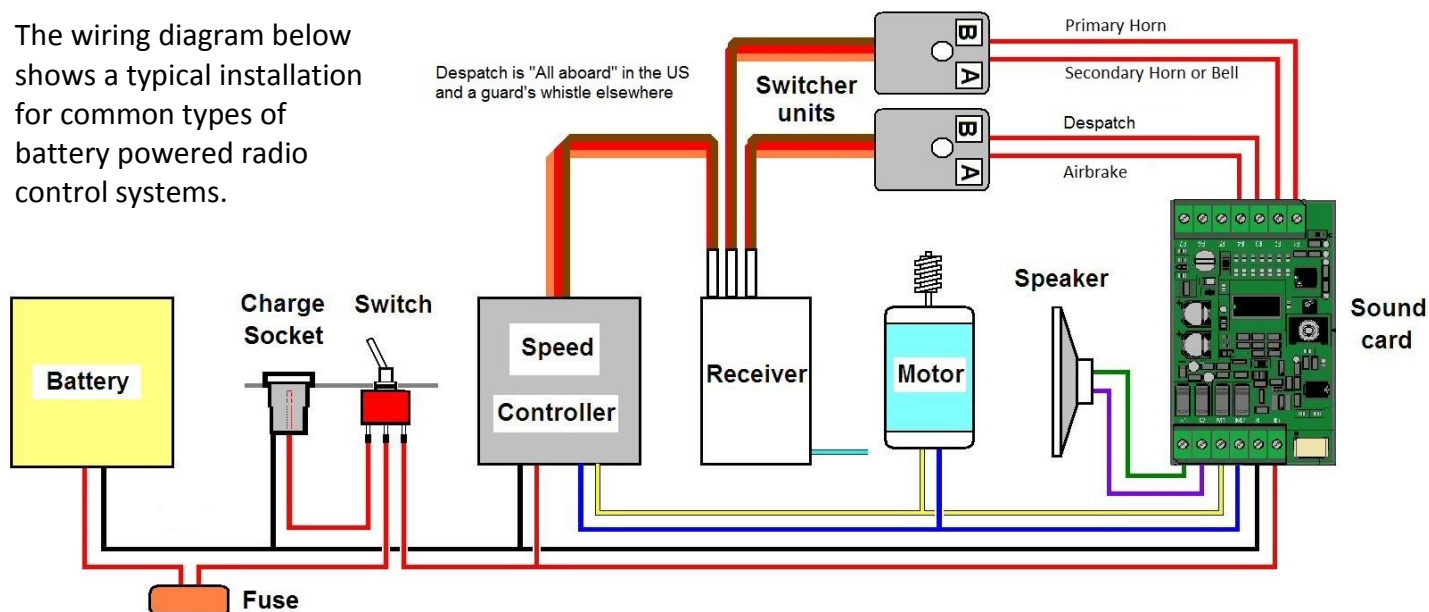 The wiring diagram below
shows a typical installation
for common types of
battery powered radio
control systems.
Despatch is "All aboard" in the US
and a guard's whistle elsewhere
Switcher
units
B
A
B
A
Primary Horn
Secondary Horn or Bell
Despatch
Airbrake
Battery
Charge
Socket
Switch
Speed
Controller
Receiver
Motor
Speaker
Sound
card
Fuse